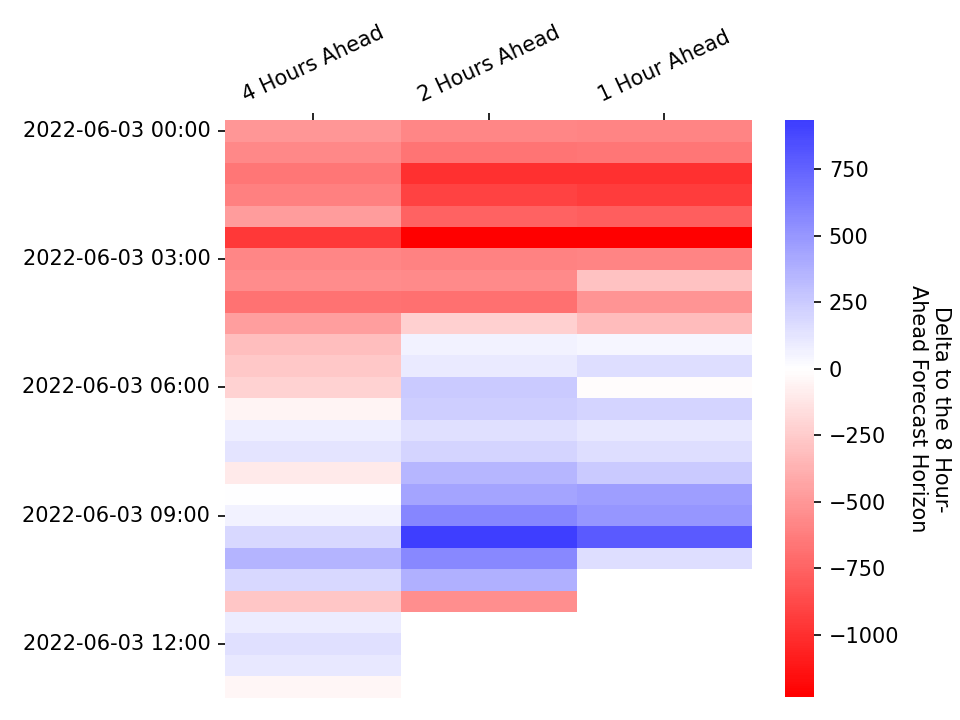 4 Hours Ahead
2 Hours Ahead
1 Hour Ahead
2022-06-03 00:00
2022-06-03 03:00
2022-06-03 06:00
2022-06-03 09:00
2022-06-03 12:00
750
500
250
0
−250
−500
−750
−1000
Delta to the 8 Hour-
Ahead Forecast Horizon